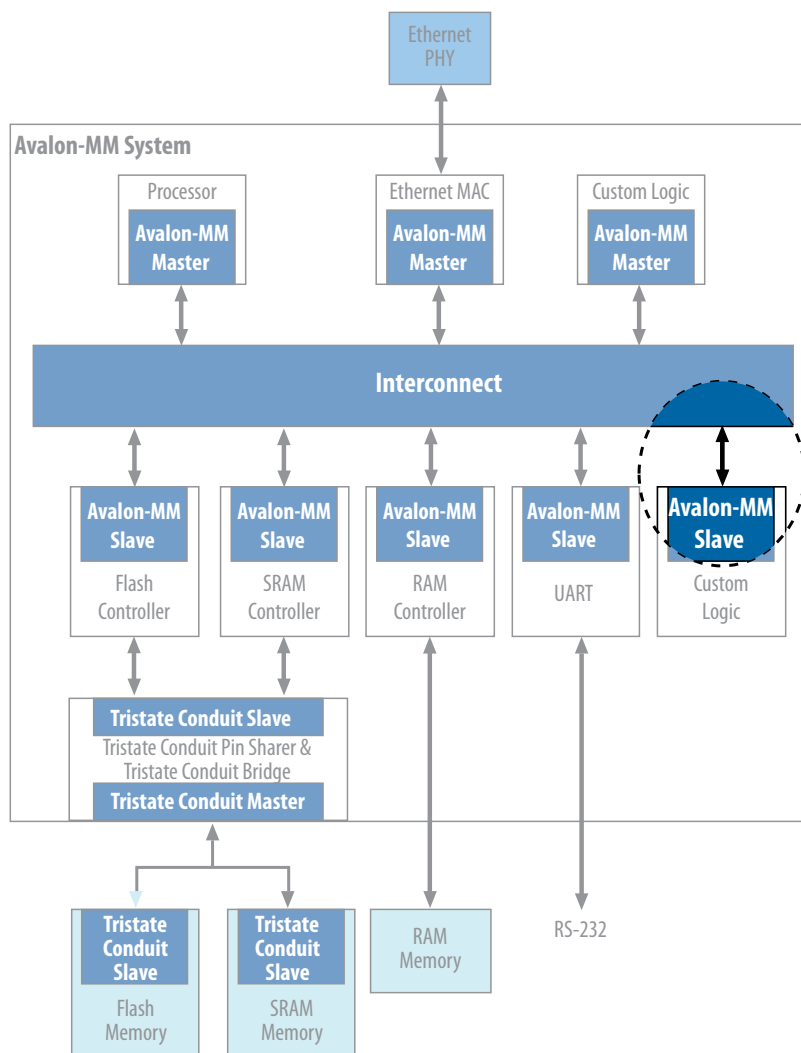 Ethernet
PHY
Avalon-MM System
Processor
Avalon-MM
Master
Ethernet MAC
Avalon-MM
Master
Custom Logic
Avalon-MM
Master
Interconnect
Avalon-MM
Slave
Flash
Controller
Avalon-MM
Slave
SRAM
Controller
Avalon-MM
Slave
RAM
Controller
Avalon-MM
Slave
UART
Avalon-MM
Slave
Custom
Logic
Tristate Conduit Slave
Tristate Conduit Pin Sharer &
Tristate Conduit Bridge
Tristate Conduit Master
Tristate
Conduit
Slave
Flash
Memory
Tristate
Conduit
Slave
SRAM
Memory
RAM
Memory
RS-232